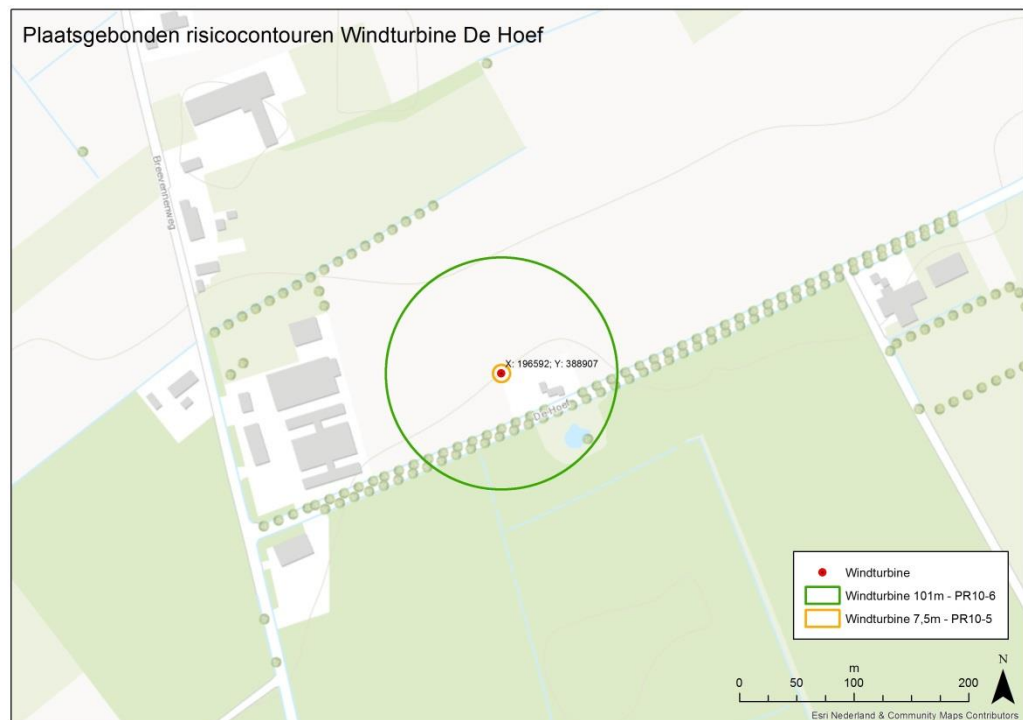 Plaatsgebonden risicocontouren Windturbine De Hoef
Breevennenweg
X: 196592; Y: 388907
De Hoef
Windturbine
Windturbine 101m - PR10-6
Windturbine 7,5m - PR10-5
m
N
0 50 100 200
Esri Nederland & Community Maps Contributors